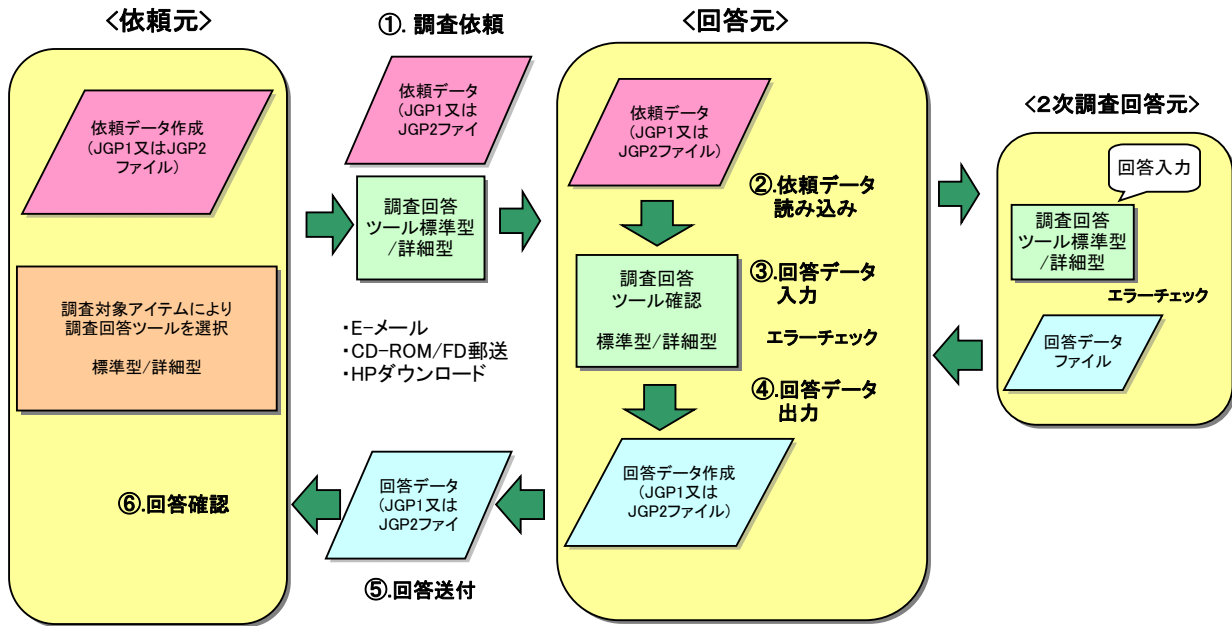 <依頼元>
①. 調査依頼
<回答元>
<2次調査回答元>
依頼データ作成
(JGP1又はJGP2
ファイル)
調査対象アイテムにより
調査回答ツールを選択
標準型/詳細型
⑥.回答確認
依頼データ
(JGP1又は
JGP2ファイ
調査回答
ツール標準型
/詳細型
・E-メール
・CD-ROM/FD郵送
・HPダウンロード
回答データ
(JGP1又は
JGP2ファイ
⑤.回答送付
依頼データ
(JGP1又は
JGP2ファイル)
②.依頼データ
読み込み
調査回答
ツール確認
標準型/詳細型
③.回答データ
入力
エラーチェック
④.回答データ
出力
回答データ作成
(JGP1又は
JGP2ファイル)
回答入力
調査回答
ツール標準型
/詳細型
エラーチェック
回答データ
ファイル